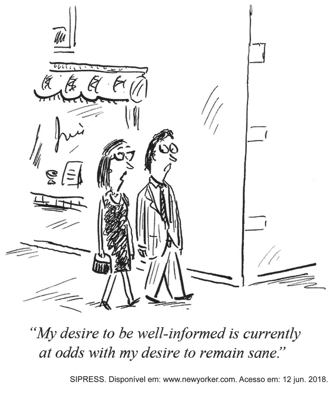 “My desire to be well-informed is currently
at odds with my desire to remain sane.”
SIPRESS. Disponível em: www.newyorker.com. Acesso em: 12 jun. 2018.